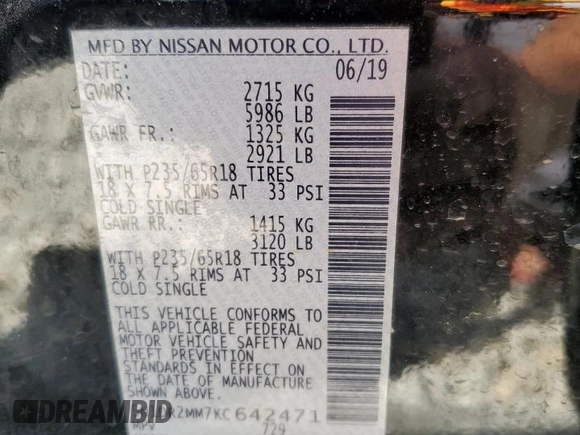 MFD BY NISSAN MOTOR CO., LTD.
DATE: 06/19
GVWR: 2715 KG
5986 LB
GAWR FR.: 1325 KG
2921 LB
WITH P235/65R18 TIRES
18 X 7.5 RIMS AT 33 PSI
COLD SINGLE
GAWR RR.: 1415 KG
3120 LB
WITH P235/65R18 TIRES
18 X 7.5 RIMS AT 33 PSI
COLD SINGLE
THIS VEHICLE CONFORMS TO
ALL APPLICABLE FEDERAL
MOTOR VEHICLE SAFETY AND
THEFT PREVENTION
STANDARDS IN EFFECT ON
THE DATE OF MANUFACTURE
SHOWN ABOVE.
R2MM7KC642471
MPV 729
DREAMBID